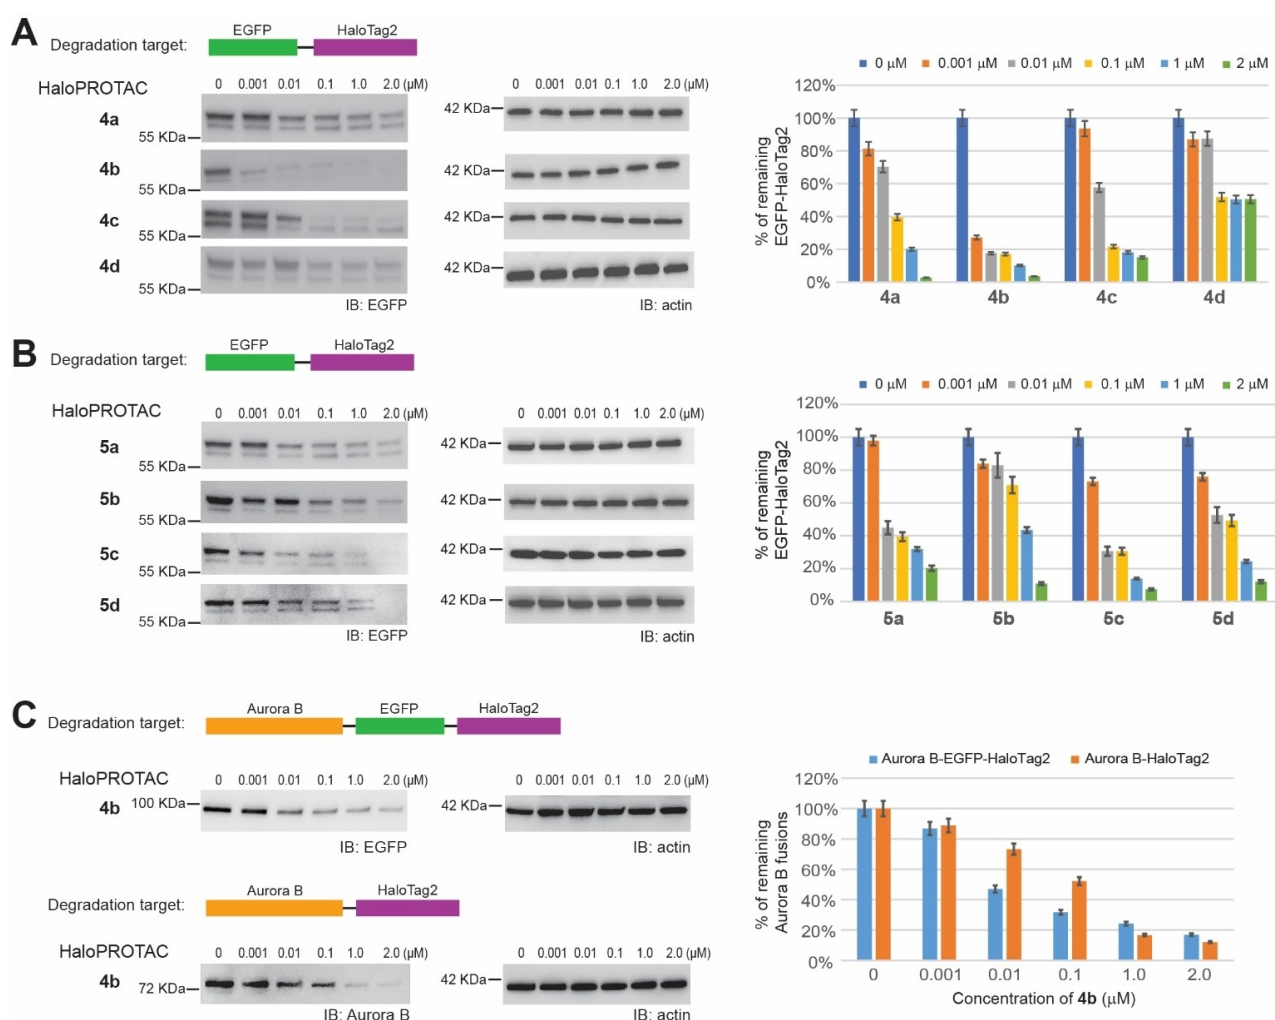 A
EGFP HaloTag2
Degradation target:
HaloPROTAC
0 0.001 0.01 0.1 1.0 2.0 (μM)
4a
55 KDa
4b
55 KDa
4c
55 KDa
4d
55 KDa
IB: EGFP
0 0.001 0.01 0.1 1.0 2.0 (μM)
42 KDa
42 KDa
42 KDa
42 KDa
IB: actin
0 μM 0.001 μM 0.01 μM 0.1 μM 1 μM 2 μM
% of remaining
EGFP-HaloTag2
120%
100%
80%
60%
40%
20%
0%
4a 4b 4c 4d
B
EGFP HaloTag2
Degradation target:
HaloPROTAC
0 0.001 0.01 0.1 1.0 2.0 (μM)
5a
55 KDa
5b
55 KDa
5c
55 KDa
5d
55 KDa
IB: EGFP
0 0.001 0.01 0.1 1.0 2.0 (μM)
42 KDa
42 KDa
42 KDa
42 KDa
IB: actin
0 μM 0.001 μM 0.01 μM 0.1 μM 1 μM 2 μM
% of remaining
EGFP-HaloTag2
120%
100%
80%
60%
40%
20%
0%
5a 5b 5c 5d
C
Aurora B EGFP HaloTag2
Degradation target:
HaloPROTAC
0 0.001 0.01 0.1 1.0 2.0 (μM)
4b
100 KDa
IB: EGFP
0 0.001 0.01 0.1 1.0 2.0 (μM)
42 KDa
IB: actin
Aurora B HaloTag2
Degradation target:
HaloPROTAC
0 0.001 0.01 0.1 1.0 2.0 (μM)
4b
72 KDa
IB: Aurora B
0 0.001 0.01 0.1 1.0 2.0 (μM)
42 KDa
IB: actin
Aurora B-EGFP-HaloTag2 Aurora B-HaloTag2
% of remaining
Aurora B fusions
120%
100%
80%
60%
40%
20%
0%
0 0.001 0.01 0.1 1.0 2.0
Concentration of 4b (μM)